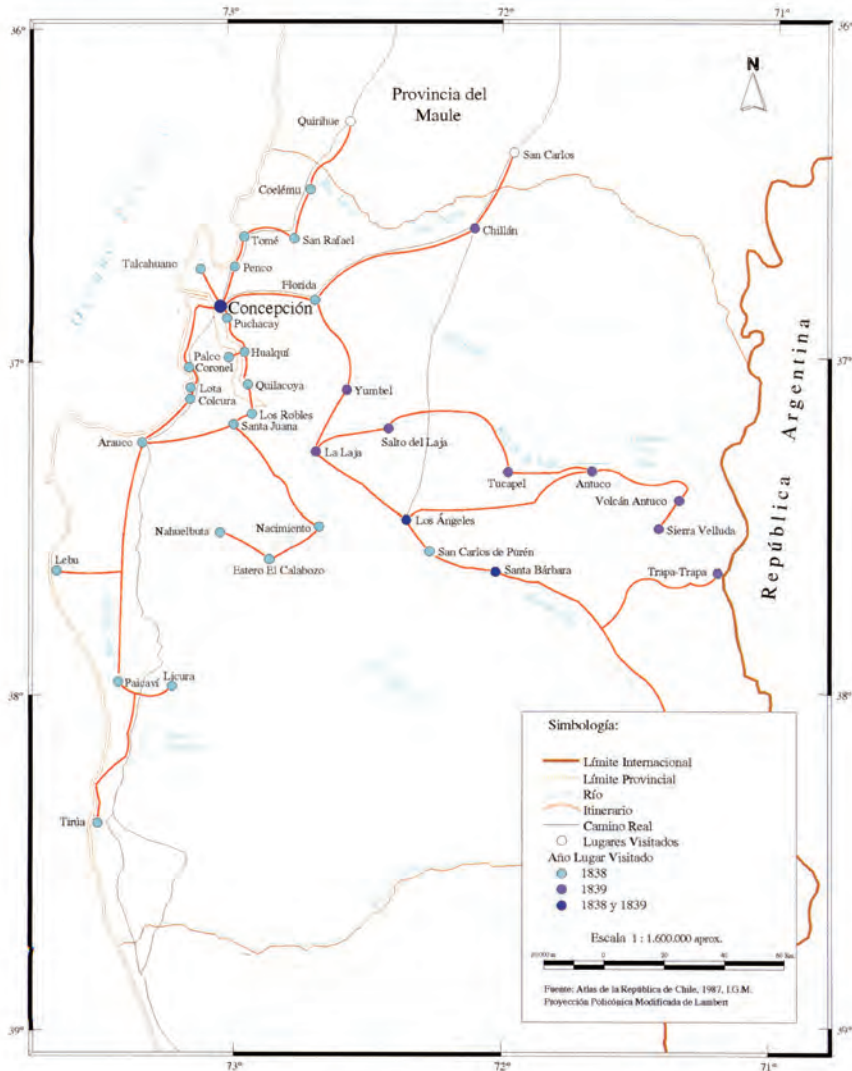 73°
72°
71°
36°
36°
N
Provincia del
Maule
Quirihue
San Carlos
Coelému
Chillán
Tomé
San Rafael
Talcahuano
Penco
Florida
Concepción
Puchacay
37°
37°
Palco
Hualquí
Coronel
Lota
Quilacoya
Yumbel
Colcura
Los Robles
Santa Juana
Salto del Laja
Arauco
La Laja
Tucapel
Antuco
Volcán Antuco
Los Ángeles
Nahuelbuta
Nacimiento
Sierra Velluda
San Carlos de Purén
Lebu
Estero El Calabozo
Santa Bárbara
Trapa-Trapa
República Argentina
Paicaví
Licura
38°
38°
Tirúa
Simbología:
Límite Internacional
Límite Provincial
Río
Itinerario
Camino Real
Lugares Visitados
Año Lugar Visitado
1838
1839
1838 y 1839
Escala 1 : 1.600.000 aprox.
0
20
40
Fuente: Atlas de la República de Chile, 1987, I.G.M.
Proyección Policónica Modificada de Lambert
39°
39°
73°
72°
71°